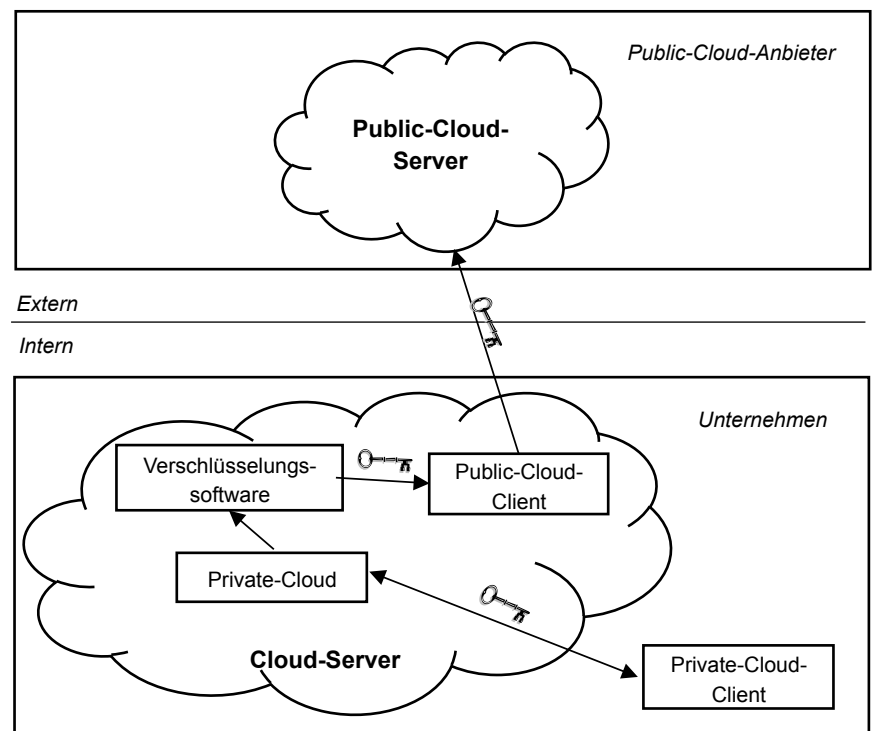 Public-Cloud-Anbieter
Public-Cloud-
Server
Extern
Intern
Unternehmen
Verschlüsselungs-
software
Public-Cloud-
Client
Private-Cloud
Cloud-Server
Private-Cloud-
Client